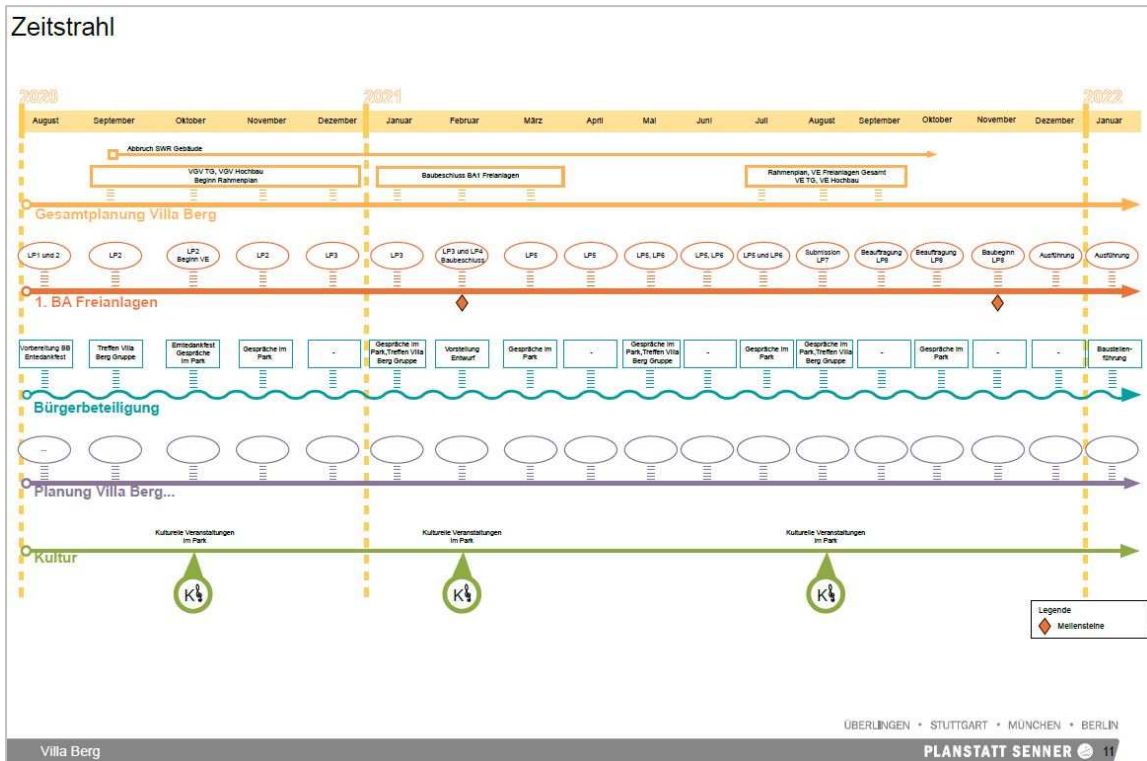 Zeitstrahl
2020 2021 2022
August September Oktober November Dezember Januar Februar März April Mai Juni Juli August September Oktober November Dezember Januar
Abbruch SWR Gebäude
VGV TG, VGV Hochbau
Beginn Rahmenplan
Baubeschluss BA1 Freianlagen
Rahmenplan, VE Freianlagen Gesamt
VE TG, VE Hochbau
Gesamtplanung Villa Berg
LP1 und 2
LP2
LP2
Beginn VE
LP2
LP3
LP3
LP3 und LP4
Baubeschluss
LP5
LP5
LP5, LP6
LP5, LP6
LP5 und LP6
Submission
LP7
Beauftragung
LP8
Beauftragung
LP8
Baubeginn
LP8
Ausführung
Ausführung
1. BA Freianlagen
Vorbereitung BB
Erntedankfest
Treffen Villa
Berg Gruppe
Erntedankfest
Gespräche
im Park
Gespräche im
Park
-
Gespräche im
Park,Treffen Villa
Berg Gruppe
Vorstellung
Entwurf
Gespräche im
Park
-
Gespräche im
Park,Treffen Villa
Berg Gruppe
-
Gespräche im
Park
Gespräche im
Park,Treffen Villa
Berg Gruppe
-
Gespräche im
Park
-
-
Baustellen-
führung
Bürgerbeteiligung
...
Planung Villa Berg...
Kulturelle Veranstaltungen
im Park
Kulturelle Veranstaltungen
im Park
Kulturelle Veranstaltungen
im Park
Kultur
K
K
K
Legende
Meilensteine
ÜBERLINGEN • STUTTGART • MÜNCHEN • BERLIN
Villa Berg
PLANSTATT SENNER 11